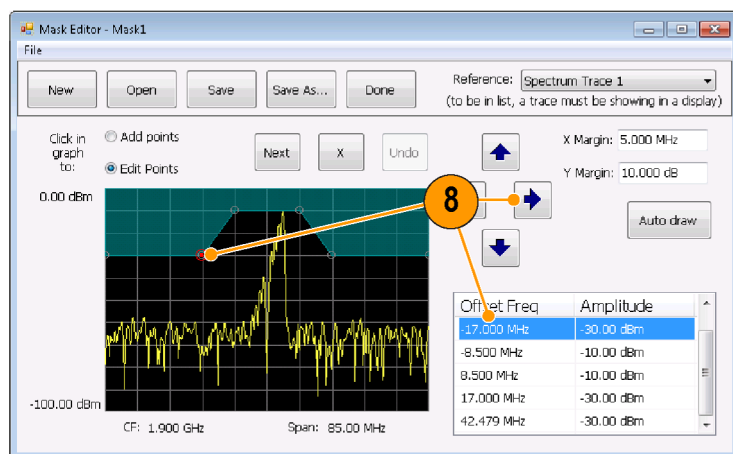 Mask Editor - Mask1
File
New Open Save Save As... Done
Reference: Spectrum Trace 1
(to be in list, a trace must be showing in a display)
Click in graph to:
Add points
Edit Points
Next X Undo
X Margin: 5.000 MHz
Y Margin: 10.000 dB
Auto draw
8
0.00 dBm
-100.00 dBm
CF: 1.900 GHz Span: 85.00 MHz
Offset Freq Amplitude
-17.000 MHz -30.00 dBm
-8.500 MHz -10.00 dBm
8.500 MHz -10.00 dBm
17.000 MHz -30.00 dBm
42.479 MHz -30.00 dBm